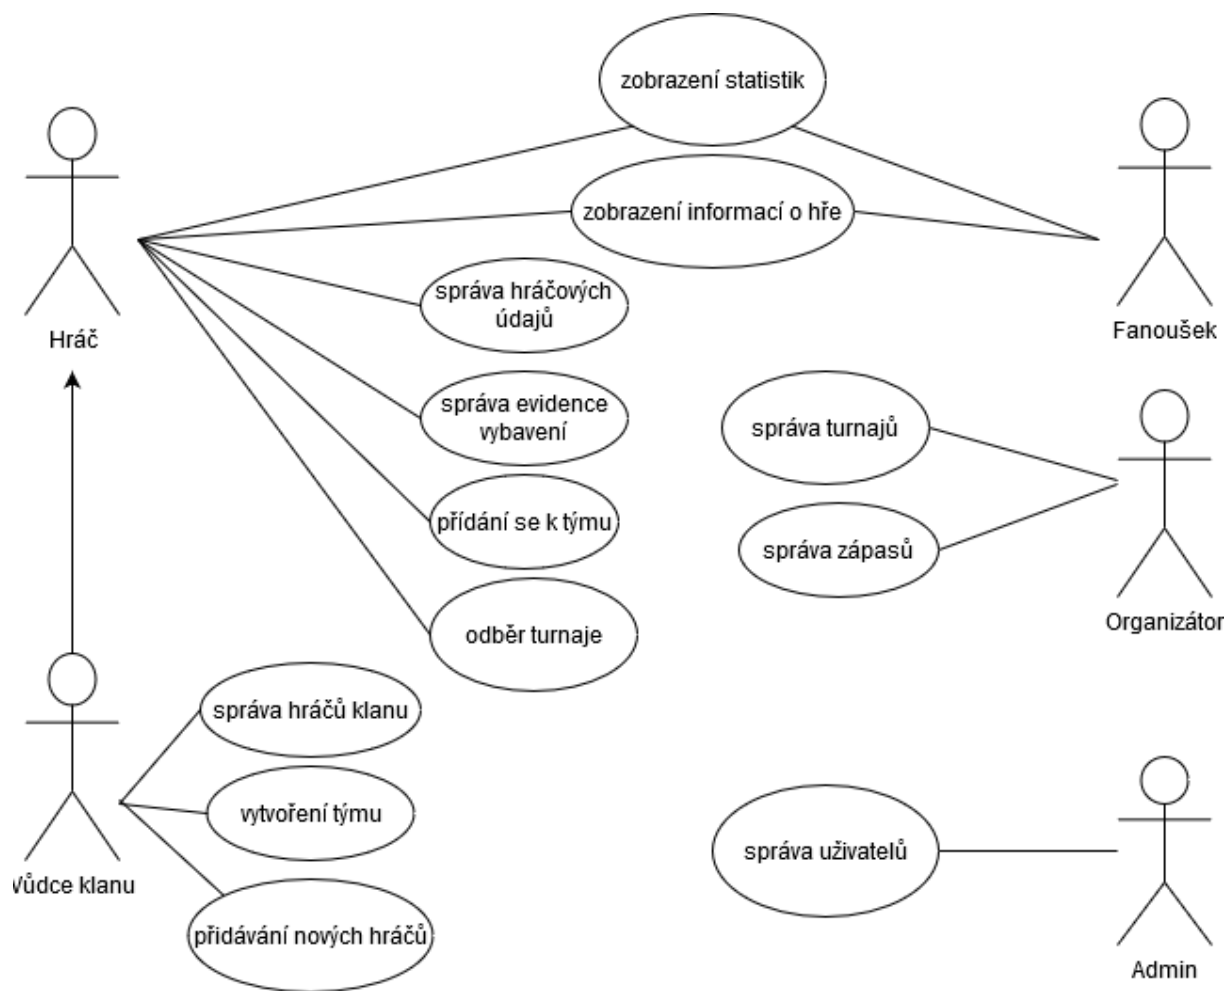 zobrazení statistik
zobrazení informací o hře
správa hráčových
údajů
Hráč
Fanoušek
správa evidence
vybavení
správa turnajů
přídání se k týmu
správa zápasů
odběr turnaje
Organizátor
správa hráčů klanu
vytvoření týmu
správa uživatelů
Vůdce klanu
přidávání nových hráčů
Admin